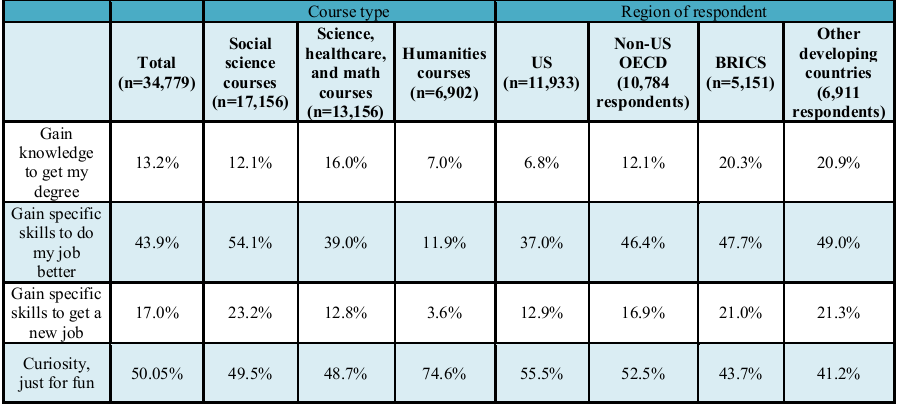 Course type Region of respondent
Total (n=34,779) Social science courses (n=17,156) Science, healthcare, and math courses (n=13,156) Humanities courses (n=6,902) US (n=11,933) Non-US OECD (10,784 respondents) BRICS (n=5,151) Other developing countries (6,911 respondents)
Gain knowledge to get my degree 13.2% 12.1% 16.0% 7.0% 6.8% 12.1% 20.3% 20.9%
Gain specific skills to do my job better 43.9% 54.1% 39.0% 11.9% 37.0% 46.4% 47.7% 49.0%
Gain specific skills to get a new job 17.0% 23.2% 12.8% 3.6% 12.9% 16.9% 21.0% 21.3%
Curiosity, just for fun 50.05% 49.5% 48.7% 74.6% 55.5% 52.5% 43.7% 41.2%